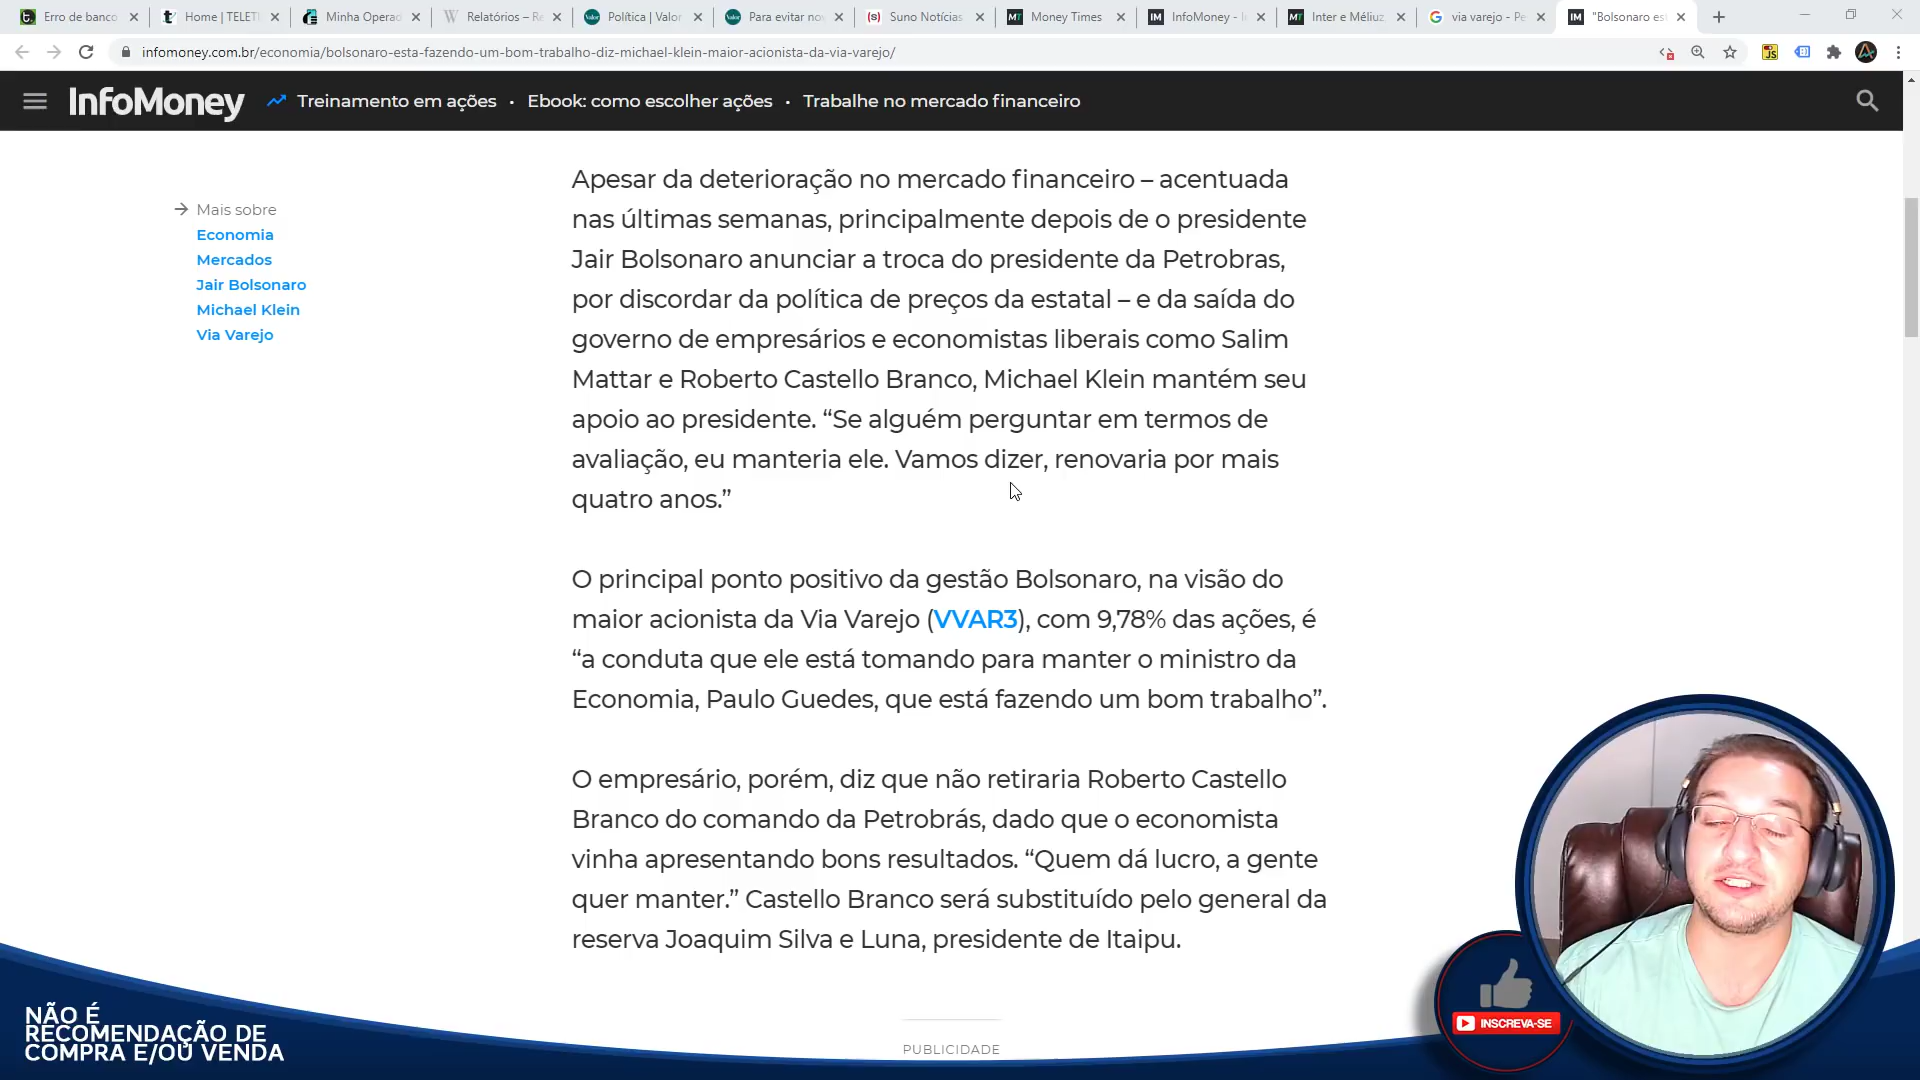 Erro de banco
Home | TELETI
Minha Operad
Relatórios – R
Política | Valor
Para evitar nov
Suno Notícias
Money Times
InfoMoney - I
Inter e Méliuz
via varejo - Pe
"Bolsonaro est
infomoney.com.br/economia/bolsonaro-esta-fazendo-um-bom-trabalho-diz-michael-klein-maior-acionista-da-via-varejo/
InfoMoney
Treinamento em ações · Ebook: como escolher ações · Trabalhe no mercado financeiro
Mais sobre
Economia
Mercados
Jair Bolsonaro
Michael Klein
Via Varejo
Apesar da deterioração no mercado financeiro – acentuada
nas últimas semanas, principalmente depois de o presidente
Jair Bolsonaro anunciar a troca do presidente da Petrobras,
por discordar da política de preços da estatal – e da saída do
governo de empresários e economistas liberais como Salim
Mattar e Roberto Castello Branco, Michael Klein mantém seu
apoio ao presidente. “Se alguém perguntar em termos de
avaliação, eu manteria ele. Vamos dizer, renovaria por mais
quatro anos.”
O principal ponto positivo da gestão Bolsonaro, na visão do
maior acionista da Via Varejo (VVAR3), com 9,78% das ações, é
“a conduta que ele está tomando para manter o ministro da
Economia, Paulo Guedes, que está fazendo um bom trabalho”.
O empresário, porém, diz que não retiraria Roberto Castello
Branco do comando da Petrobrás, dado que o economista
vinha apresentando bons resultados. “Quem dá lucro, a gente
quer manter.” Castello Branco será substituído pelo general da
reserva Joaquim Silva e Luna, presidente de Itaipu.
PUBLICIDADE
NÃO É
RECOMENDAÇÃO DE
COMPRA E/OU VENDA
INSCREVA-SE